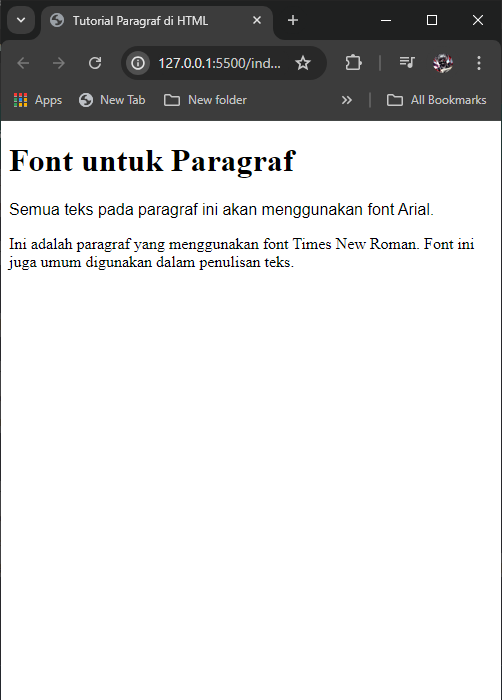 Tutorial Paragraf di HTML
127.0.0.1:5500/ind...
Apps
New Tab
New folder
All Bookmarks
Font untuk Paragraf
Semua teks pada paragraf ini akan menggunakan font Arial.
Ini adalah paragraf yang menggunakan font Times New Roman. Font ini
juga umum digunakan dalam penulisan teks.